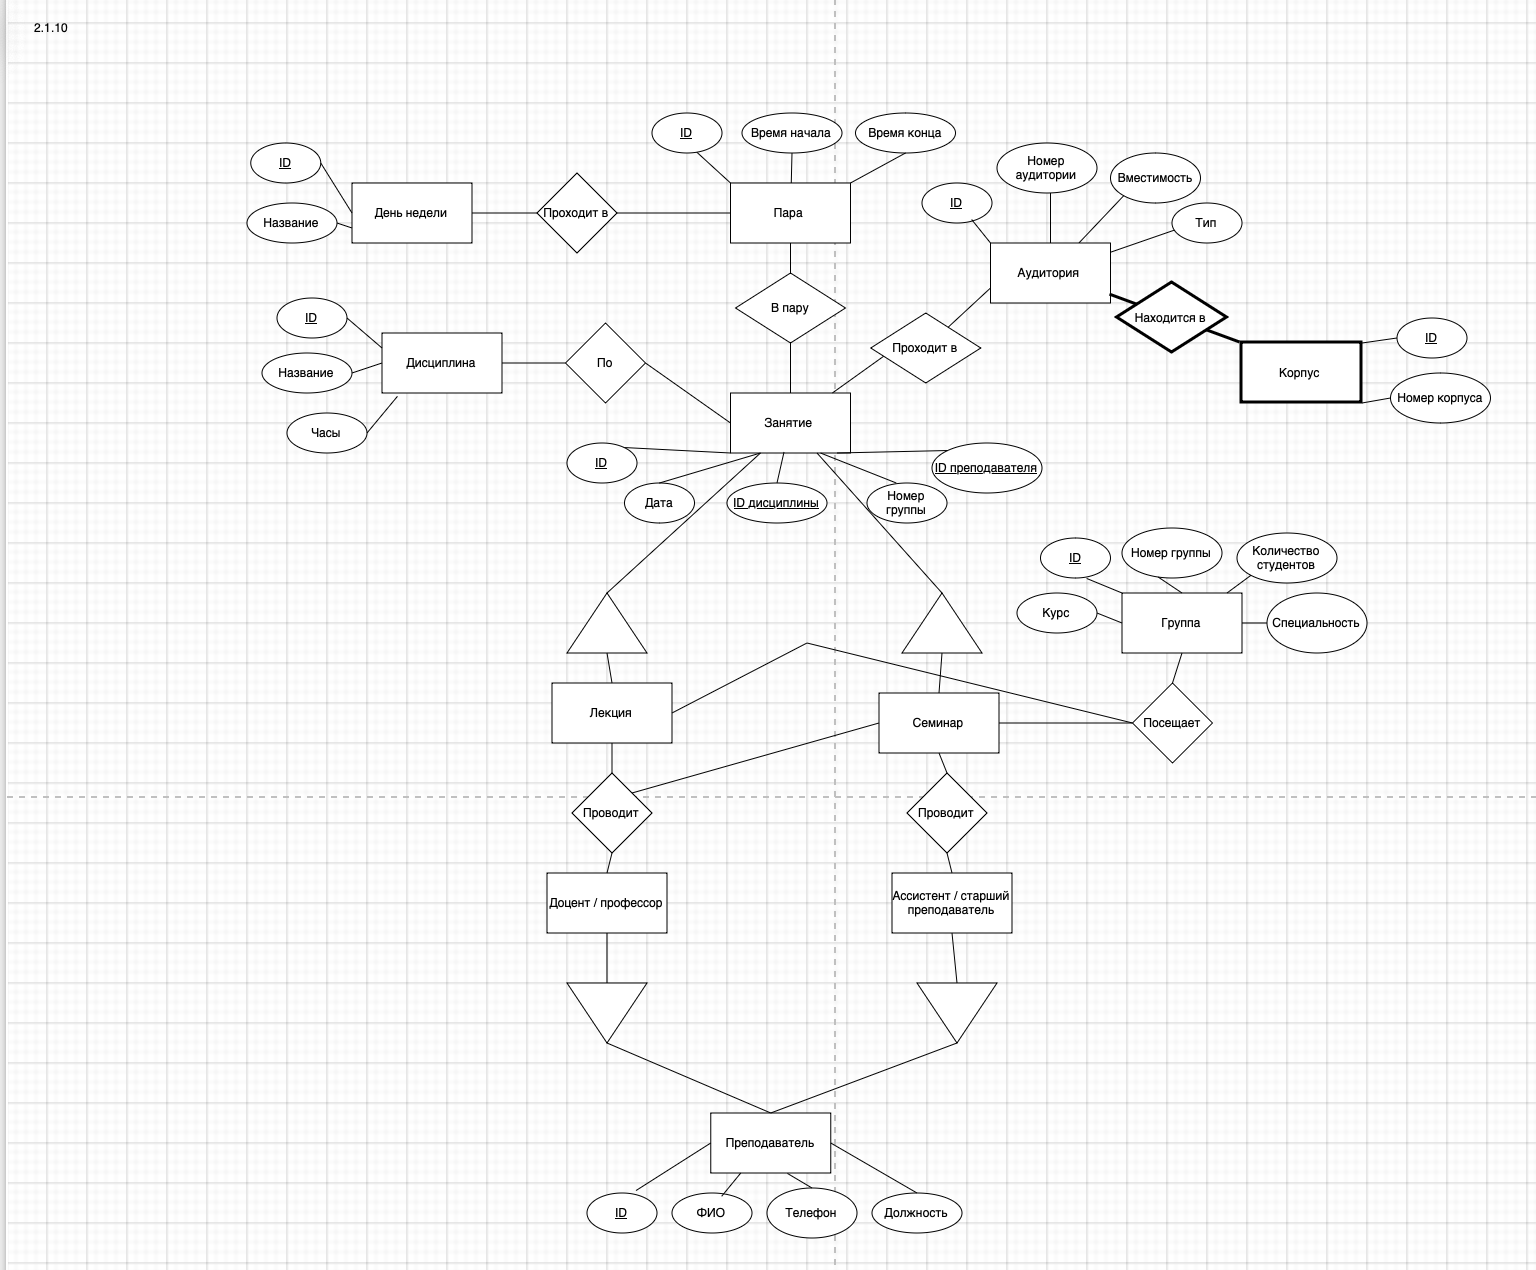 2.1.10
ID
Время начала
Время конца
ID
Название
День недели
Проходит в
Пара
Номер
аудитории
Вместимость
ID
Тип
Аудитория
В пару
Находится в
Проходит в
Корпус
ID
Номер корпуса
ID
Название
Часы
Дисциплина
По
Занятие
ID
Дата
ID дисциплины
Номер
группы
ID преподавателя
ID
Номер группы
Количество
студентов
Курс
Группа
Специальность
Лекция
Семинар
Посещает
Проводит
Проводит
Доцент / профессор
Ассистент / старший
преподаватель
Преподаватель
ID
ФИО
Телефон
Должность